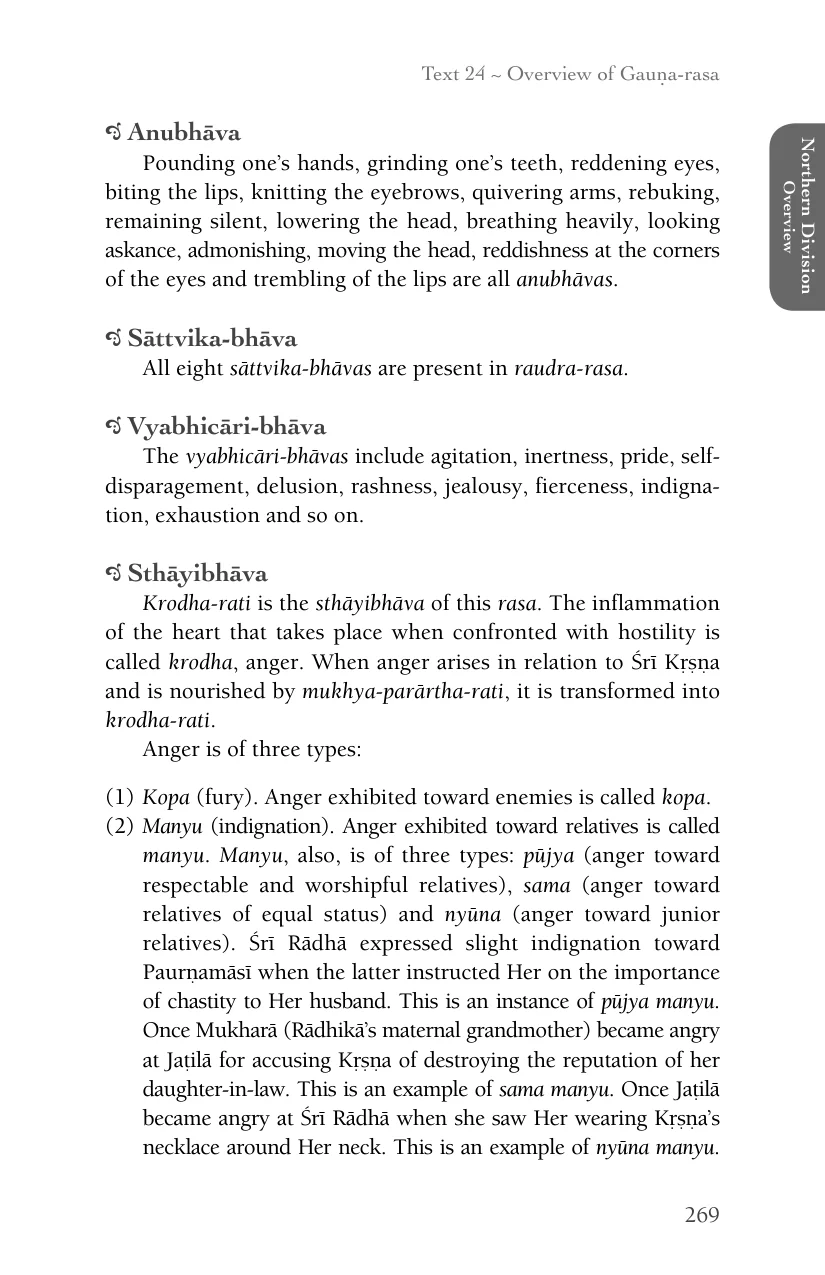 Text 24 ~ Overview of Gauṇa-rasa
Northern Division
Overview
Anubhāva
Pounding one’s hands, grinding one’s teeth, reddening eyes,
biting the lips, knitting the eyebrows, quivering arms, rebuking,
remaining silent, lowering the head, breathing heavily, looking
askance, admonishing, moving the head, reddishness at the corners
of the eyes and trembling of the lips are all anubhāvas.
Sāttvika-bhāva
All eight sāttvika-bhāvas are present in raudra-rasa.
Vyabhicāri-bhāva
The vyabhicāri-bhāvas include agitation, inertness, pride, self-
disparagement, delusion, rashness, jealousy, fierceness, indigna-
tion, exhaustion and so on.
Sthāyibhāva
Krodha-rati is the sthāyibhāva of this rasa. The inflammation
of the heart that takes place when confronted with hostility is
called krodha, anger. When anger arises in relation to Śrī Kṛṣṇa
and is nourished by mukhya-parārtha-rati, it is transformed into
krodha-rati.
Anger is of three types:
(1) Kopa (fury). Anger exhibited toward enemies is called kopa.
(2) Manyu (indignation). Anger exhibited toward relatives is called
manyu. Manyu, also, is of three types: pūjya (anger toward
respectable and worshipful relatives), sama (anger toward
relatives of equal status) and nyūna (anger toward junior
relatives). Śrī Rādhā expressed slight indignation toward
Paurṇamāsī when the latter instructed Her on the importance
of chastity to Her husband. This is an instance of pūjya manyu.
Once Mukharā (Rādhikā’s maternal grandmother) became angry
at Jaṭilā for accusing Kṛṣṇa of destroying the reputation of her
daughter-in-law. This is an example of sama manyu. Once Jaṭilā
became angry at Śrī Rādhā when she saw Her wearing Kṛṣṇa’s
necklace around Her neck. This is an example of nyūna manyu.
269